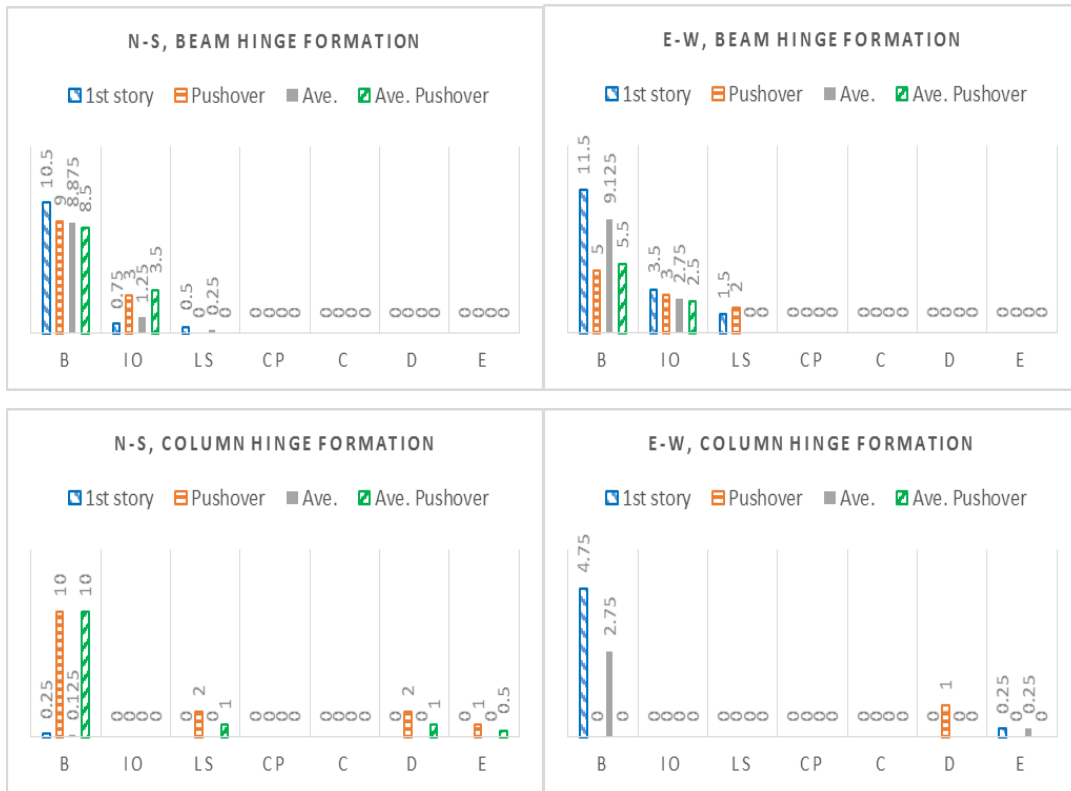 N-S, BEAM HINGE FORMATION
1st story Pushover Ave. Ave. Pushover
10.5 9 8.875 8.5 0.75 3 1.25 3.5 0.5 0 0.25 0 0 0 0 0 0 0 0 0 0 0 0 0 0 0 0 0
B IO LS CP C D E
E-W, BEAM HINGE FORMATION
1st story Pushover Ave. Ave. Pushover
11.5 5 9.125 5.5 3.5 3 2.75 2.5 1.5 2 0 0 0 0 0 0 0 0 0 0 0 0 0 0 0 0 0 0
B IO LS CP C D E
N-S, COLUMN HINGE FORMATION
1st story Pushover Ave. Ave. Pushover
0.25 10 0.125 10 0 0 0 0 0 2 0 1 0 0 0 0 0 0 0 0 0 2 0 1 0 1 0 0.5
B IO LS CP C D E
E-W, COLUMN HINGE FORMATION
1st story Pushover Ave. Ave. Pushover
4.75 0 2.75 0 0 0 0 0 0 0 0 0 0 0 0 0 0 0 0 0 0 1 0 0 0.25 0 0.25 0
B IO LS CP C D E